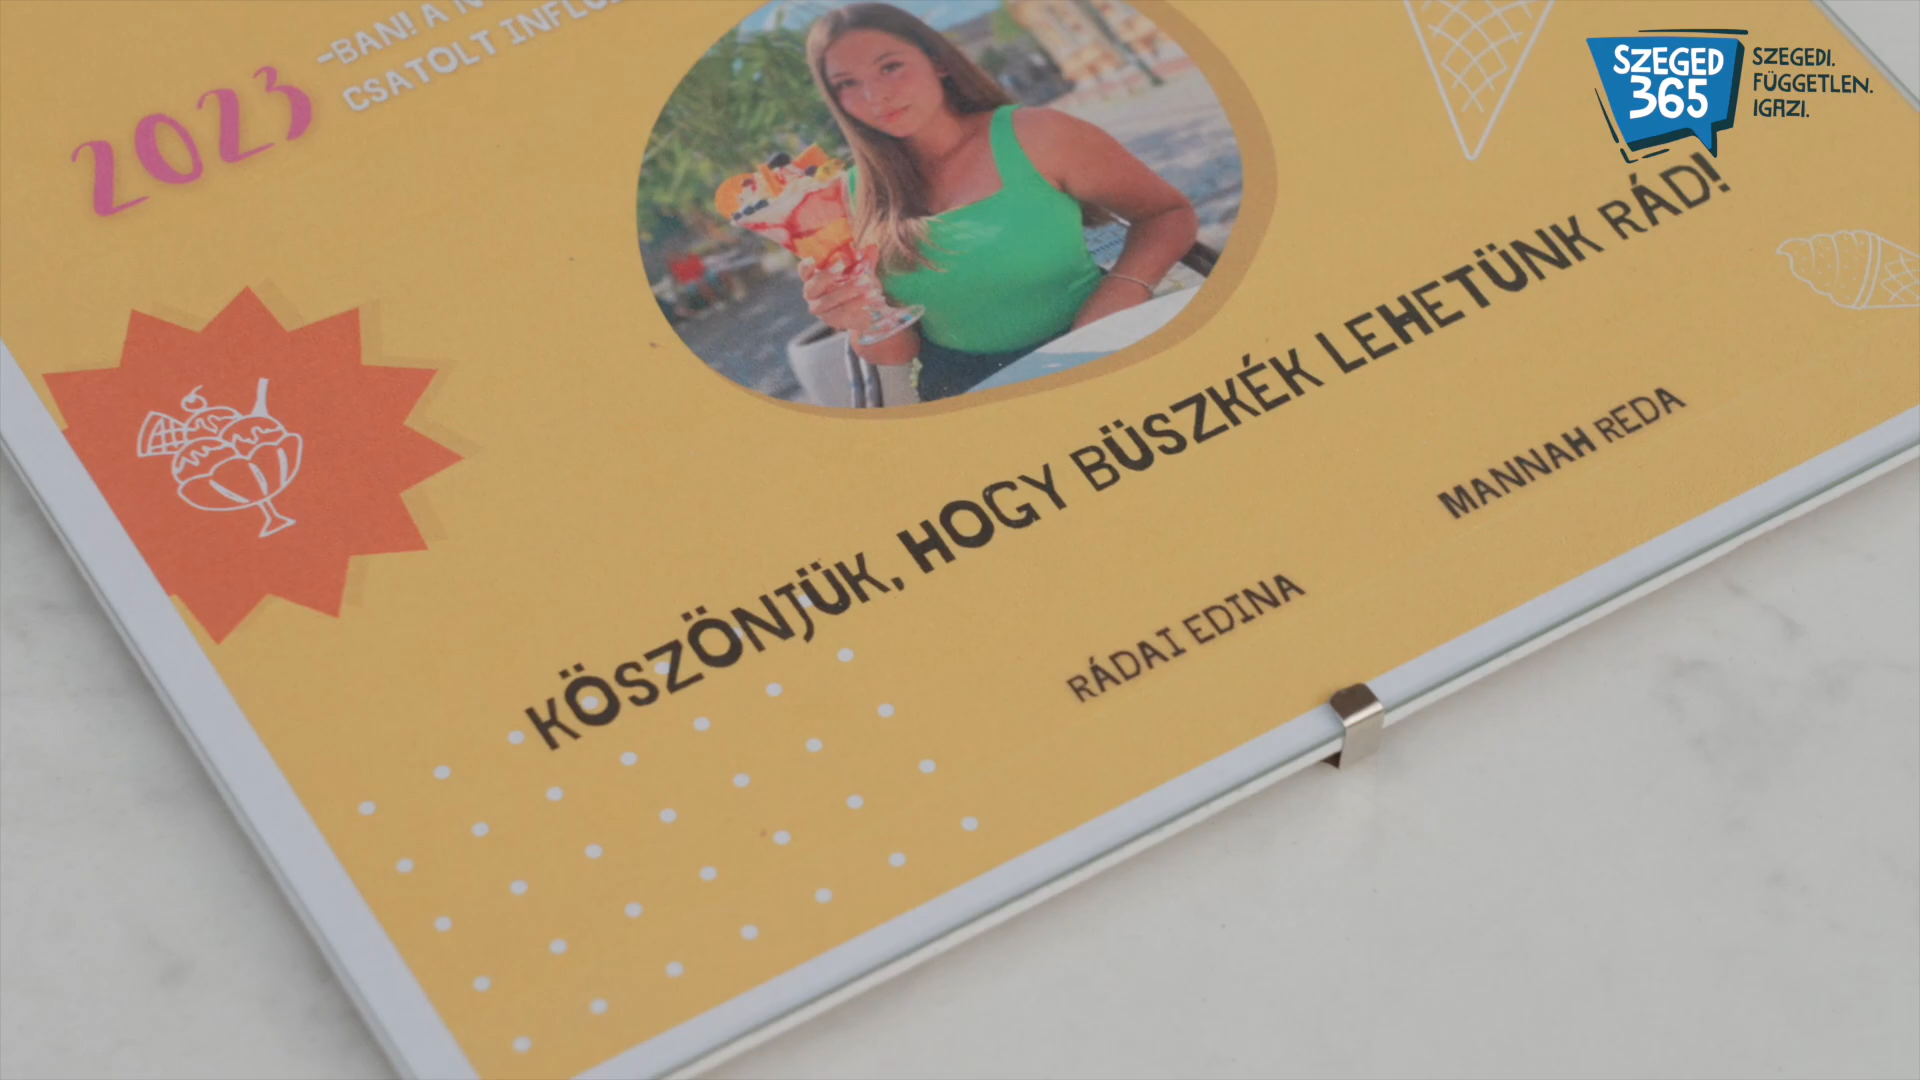 2023
-BAN! A
CSATOLT
KÖSZÖNJÜK, HOGY BÜSZKÉK LEHETÜNK RÁD!
RÁDAI EDINA
MANNAH REDA
SZEGED
365
SZEGEDI.
FÜGGETLEN.
IGAZI.